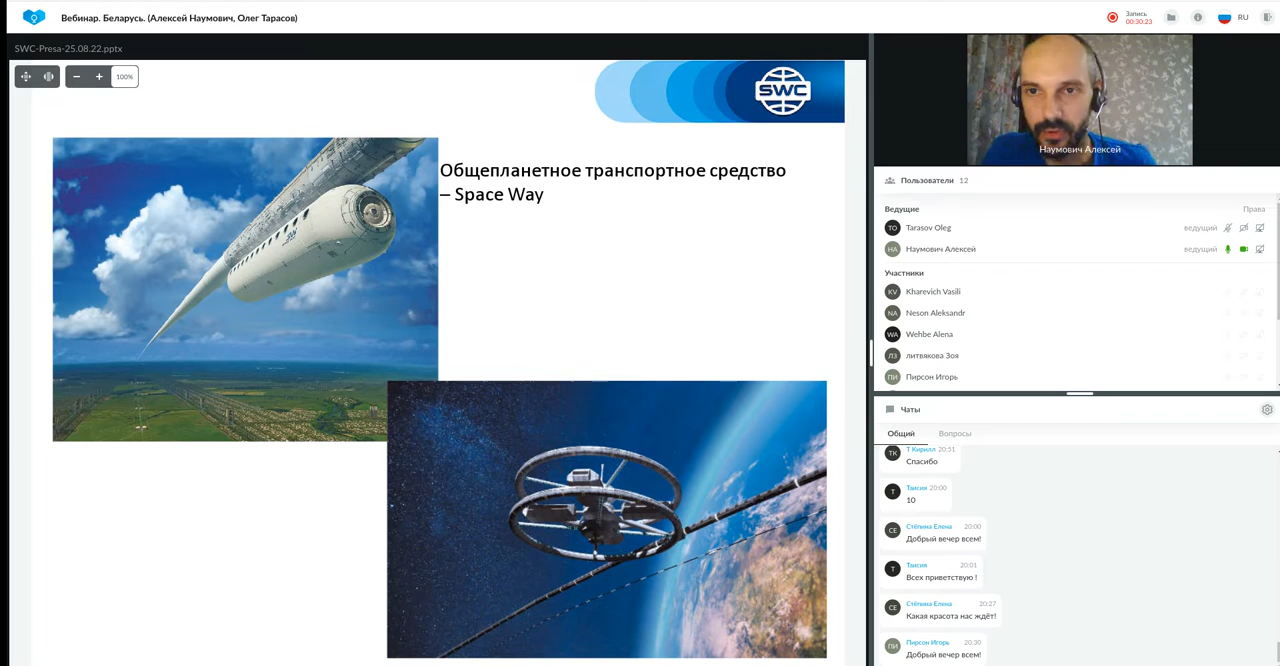 Вебинар. Беларусь. (Алексей Наумович, Олег Тарасов)
Запись
00:30:23
RU
SWC-Presa-25.08.22.pptx
100%
SWC
Общепланетное транспортное средство
– Space Way
Наумович Алексей
Пользователи 12
Ведущие Права
TO Tarasov Oleg ведущий
НА Наумович Алексей ведущий
Участники
KV Kharevich Vasili
NA Neson Aleksandr
WA Wehbe Alena
ЛЗ литвякова Зоя
ПИ Пирсон Игорь
Чаты
Общий Вопросы
ТК Т Кирилл 20:51
Спасибо
Т Таисия 20:00
10
СЕ Стёпина Елена 20:00
Добрый вечер всем!
Т Таисия 20:01
Всех приветствую !
СЕ Стёпина Елена 20:27
Какая красота нас ждёт!
ПИ Пирсон Игорь 20:30
Добрый вечер всем!